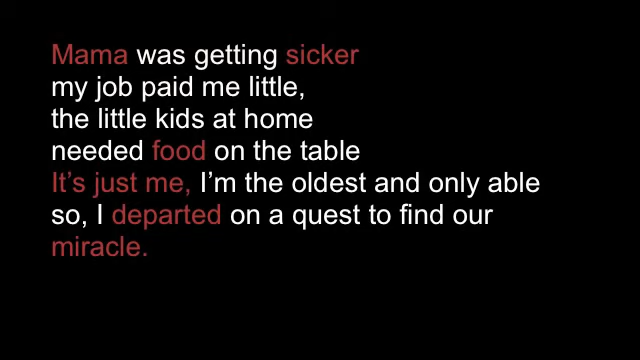 Mama was getting sicker
my job paid me little,
the little kids at home
needed food on the table
It’s just me, I’m the oldest and only able
so, I departed on a quest to find our
miracle.